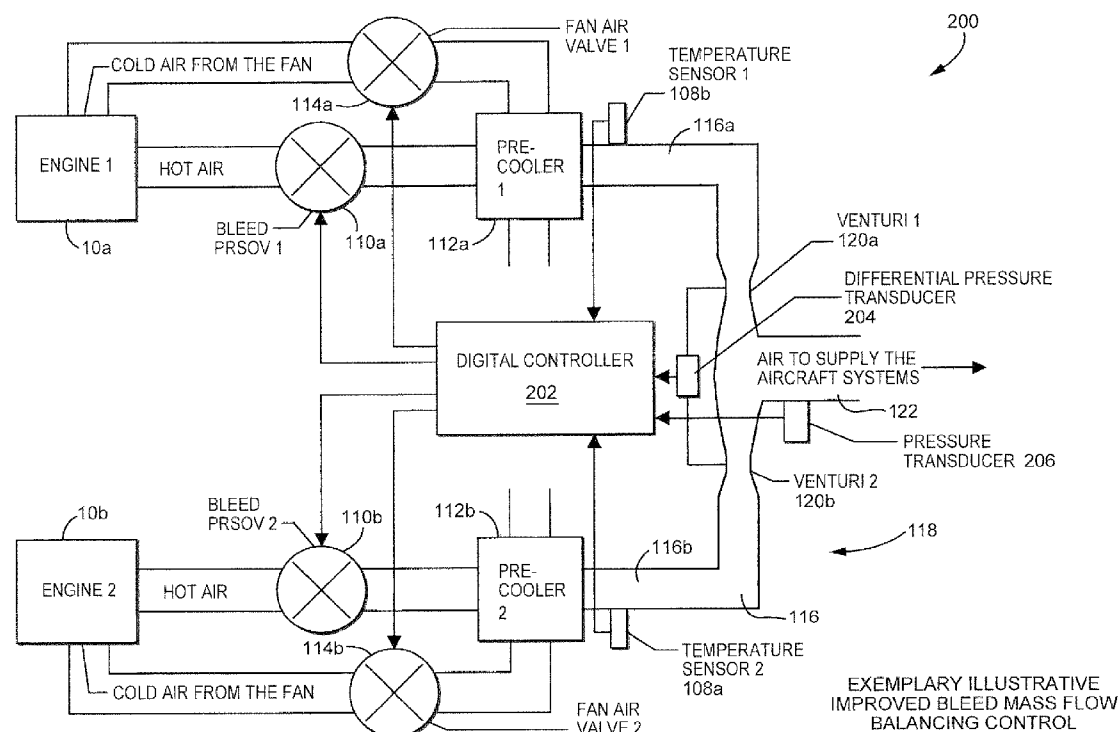 200
FAN AIR
VALVE 1
COLD AIR FROM THE FAN
114a
TEMPERATURE
SENSOR 1
108b
116a
ENGINE 1
10a
HOT AIR
BLEED
PRSOV 1
110a
PRE-
COOLER
1
112a
VENTURI 1
120a
DIFFERENTIAL PRESSURE
TRANSDUCER
204
DIGITAL CONTROLLER
202
AIR TO SUPPLY THE
AIRCRAFT SYSTEMS
122
PRESSURE
TRANSDUCER 206
VENTURI 2
120b
118
BLEED
PRSOV 2
110b
112b
10b
ENGINE 2
HOT AIR
PRE-
COOLER
2
116b
116
114b
COLD AIR FROM THE FAN
FAN AIR
VALVE 2
TEMPERATURE
SENSOR 2
108a
EXEMPLARY ILLUSTRATIVE
IMPROVED BLEED MASS FLOW
BALANCING CONTROL